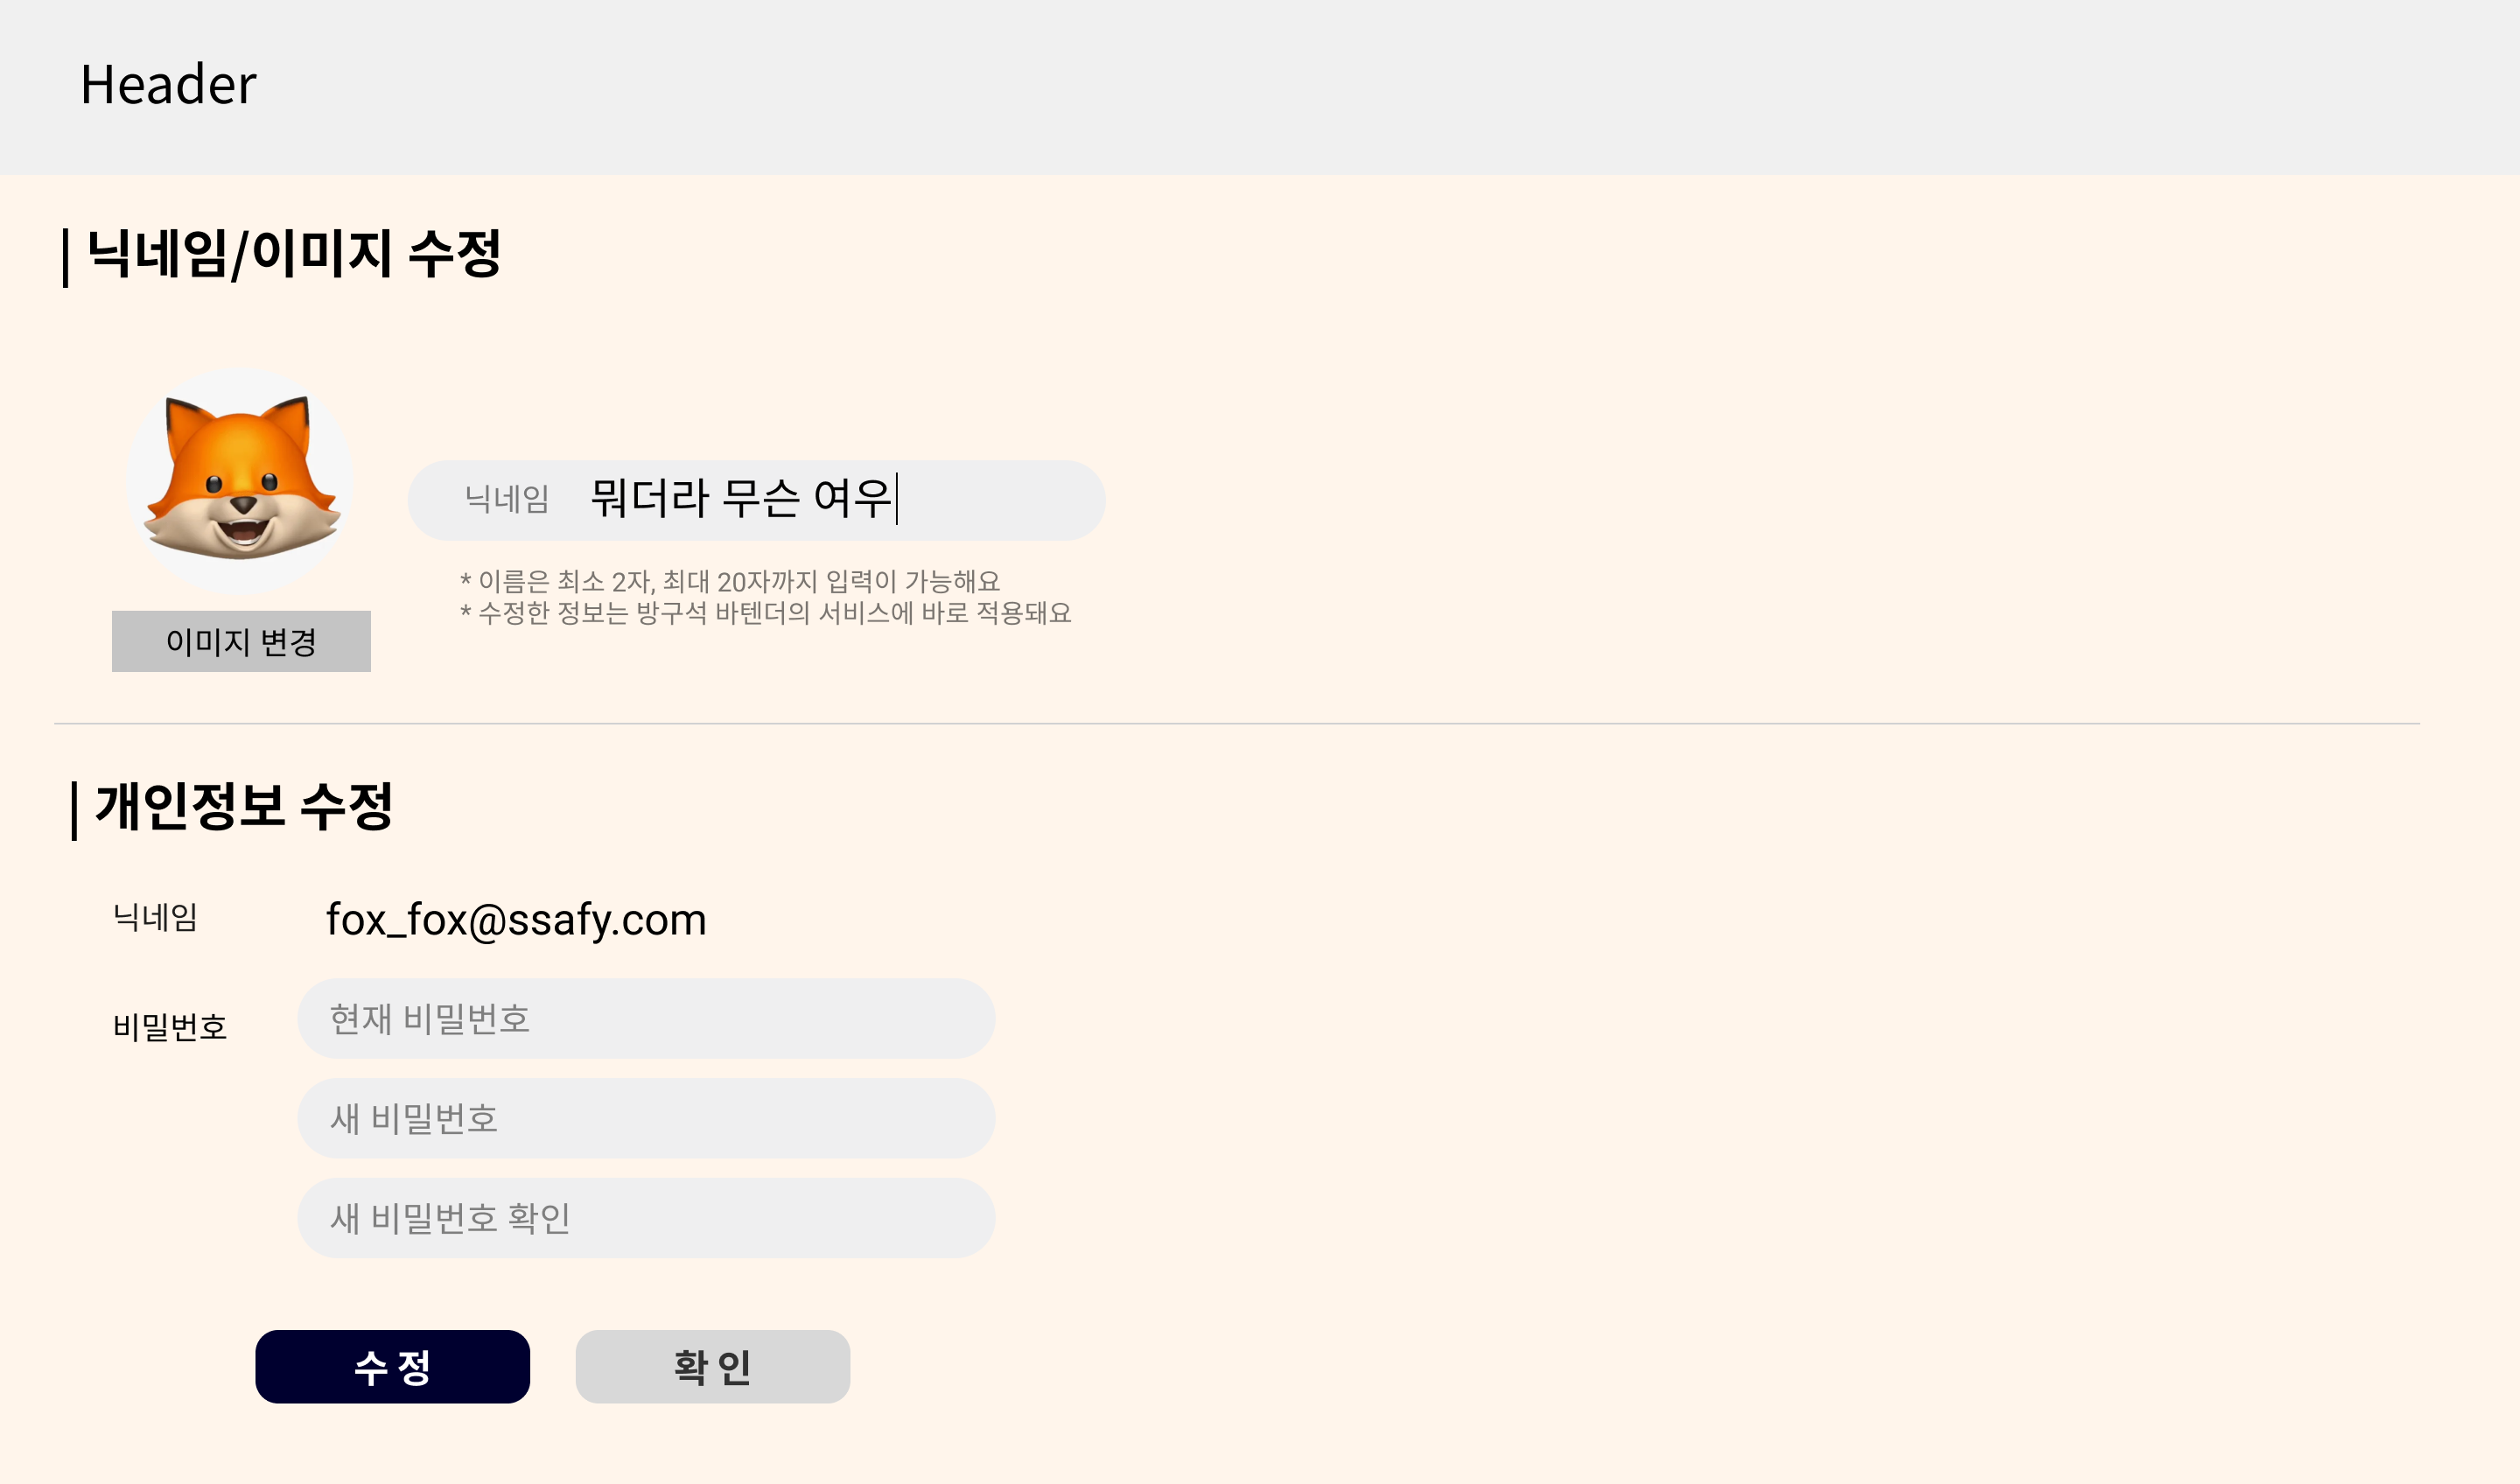 Header
닉네임/이미지 수정
닉네임 뭐더라 무슨 여우
* 이름은 최소 2자, 최대 20자까지 입력이 가능해요
* 수정한 정보는 방구석 바텐더의 서비스에 바로 적용돼요
이미지 변경
개인정보 수정
닉네임 fox_fox@ssafy.com
비밀번호 현재 비밀번호
새 비밀번호
새 비밀번호 확인
수 정 확 인